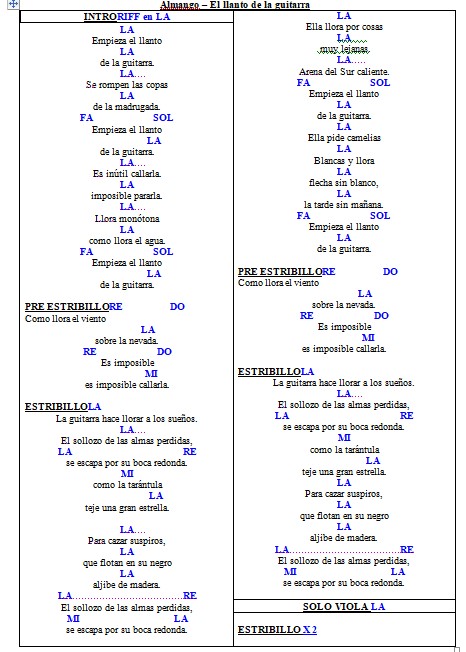 Almango – El llanto de la guitarra
INTRORIFF en LA
LA
Empieza el llanto
LA
de la guitarra.
LA....
Se rompen las copas
LA
de la madrugada.
FA SOL
Empieza el llanto
LA
de la guitarra.
LA....
Es inútil callarla.
LA
imposible pararla.
LA....
Llora monótona
LA
como llora el agua.
FA SOL
Empieza el llanto
LA
de la guitarra.
PRE ESTRIBILLORE DO
Como llora el viento
LA
sobre la nevada.
RE DO
Es imposible
MI
es imposible callarla.
ESTRIBILLOLA
La guitarra hace llorar a los sueños.
LA....
El sollozo de las almas perdidas,
LA RE
se escapa por su boca redonda.
MI
como la tarántula
LA
teje una gran estrella.
LA....
Para cazar suspiros,
LA
que flotan en su negro
LA
aljibe de madera.
LA......................................RE
El sollozo de las almas perdidas,
MI LA
se escapa por su boca redonda.
LA
Ella llora por cosas
LA
muy lejanas.
LA.....
Arena del Sur caliente.
FA SOL
Empieza el llanto
LA
de la guitarra.
LA
Ella pide camelias
LA
Blancas y llora
LA
flecha sin blanco,
LA
la tarde sin mañana.
FA SOL
Empieza el llanto
LA
de la guitarra.
PRE ESTRIBILLORE DO
Como llora el viento
LA
sobre la nevada.
RE DO
Es imposible
MI
es imposible callarla.
ESTRIBILLOLA
La guitarra hace llorar a los sueños.
LA....
El sollozo de las almas perdidas,
LA RE
se escapa por su boca redonda.
MI
como la tarántula
LA
teje una gran estrella.
LA
Para cazar suspiros,
LA
que flotan en su negro
LA
aljibe de madera.
LA......................................RE
El sollozo de las almas perdidas,
MI LA
se escapa por su boca redonda.
SOLO VIOLA LA
ESTRIBILLO X 2